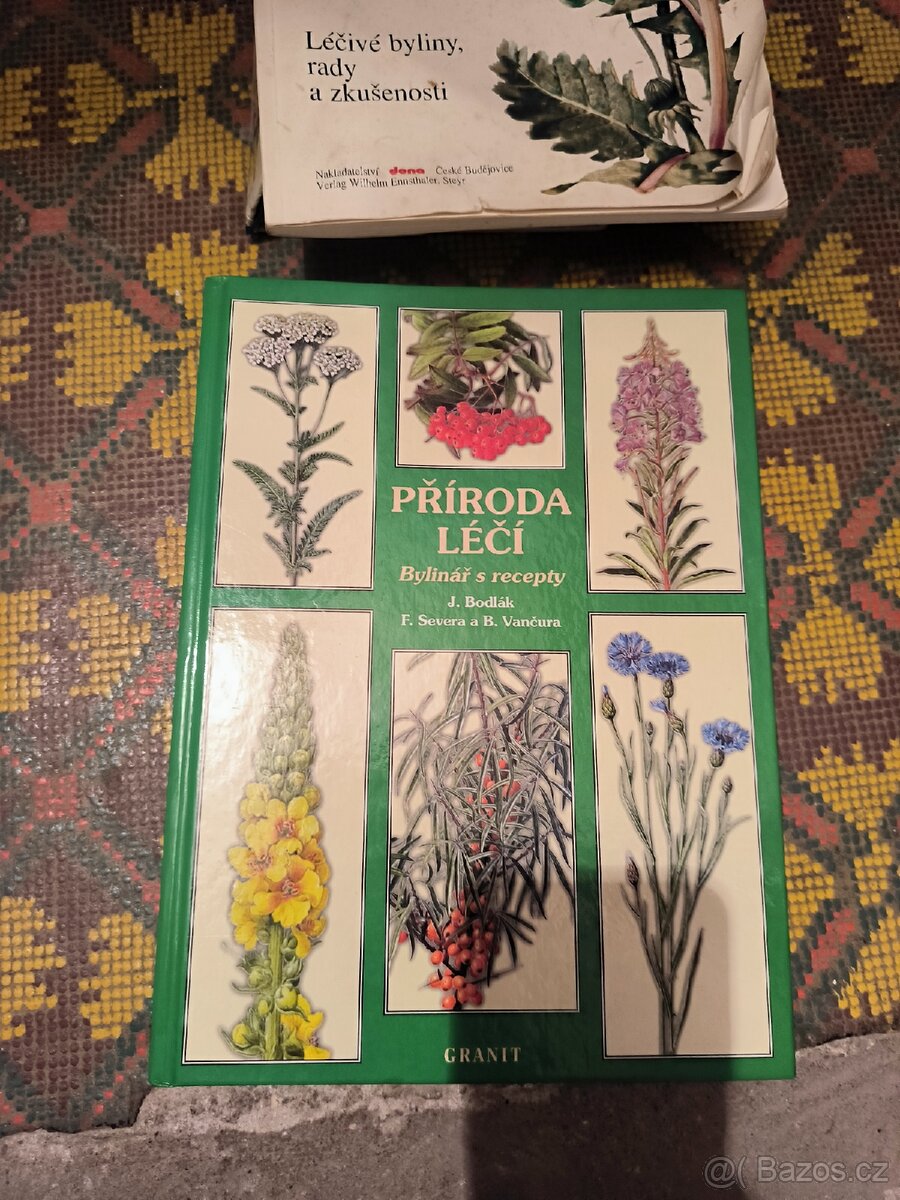 Léčivé byliny,
rady
a zkušenosti
Nakladatelství dona České Budějovice
Verlag Wilhelm Ennsthaler, Steyr
PŘÍRODA
LÉČÍ
Bylinář s recepty
J. Bodlák
F. Severa a B. Vančura
GRANIT
@( Bazos.cz